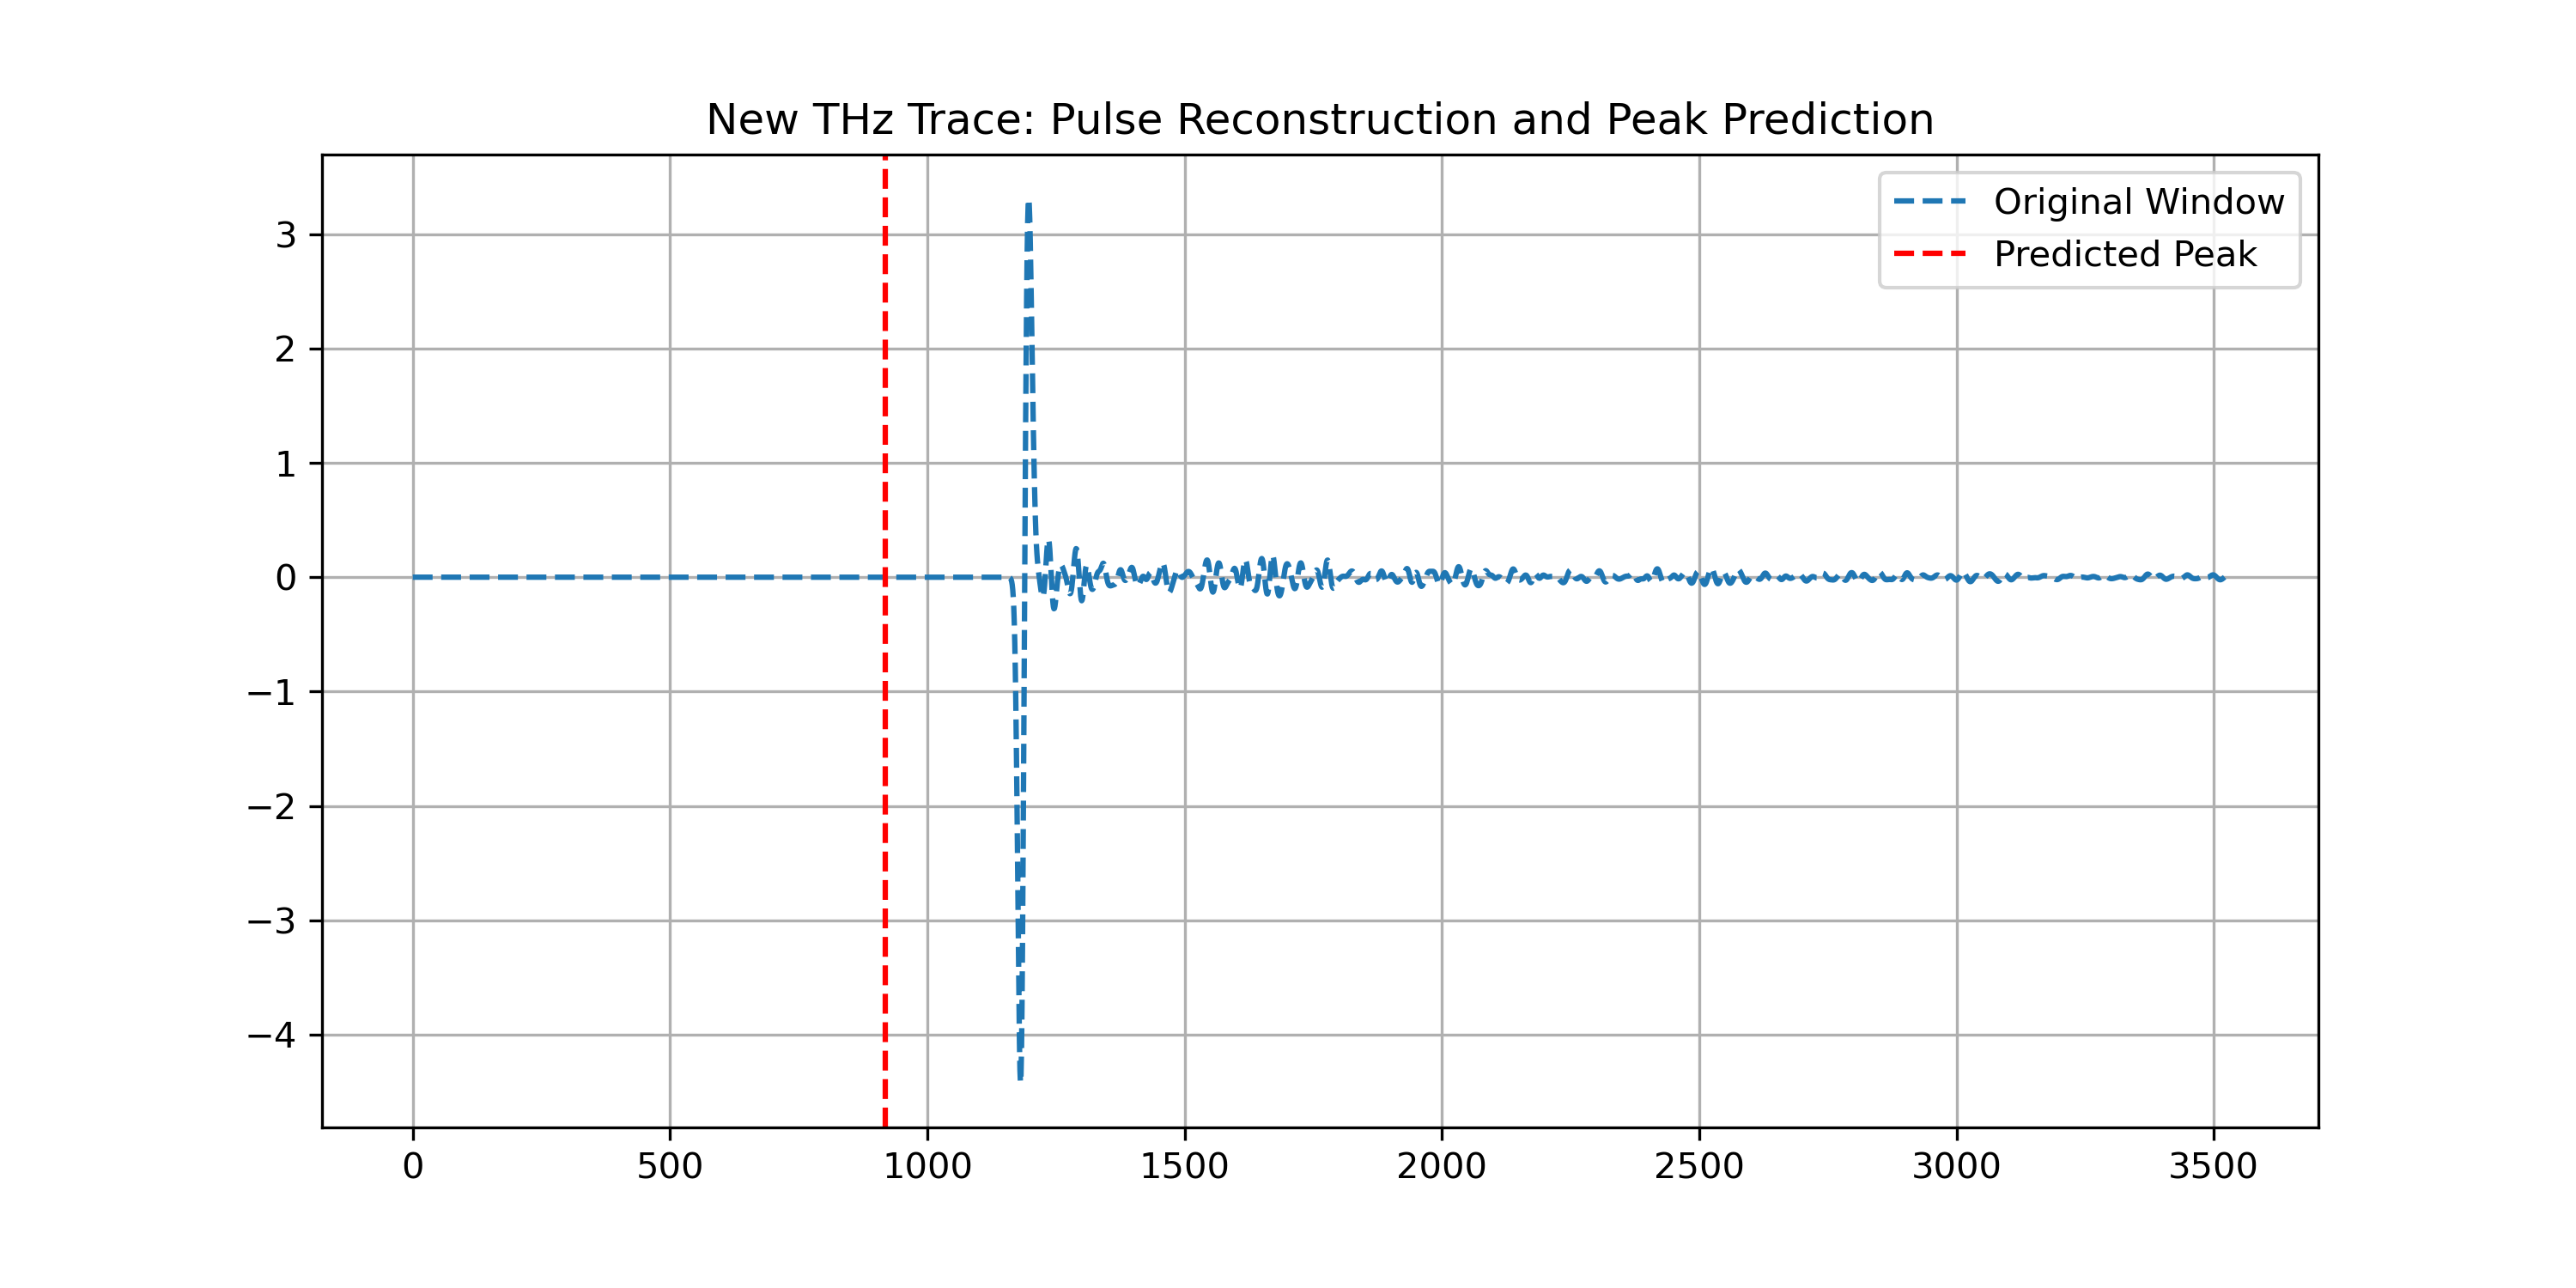 New THz Trace: Pulse Reconstruction and Peak Prediction
Original Window
Predicted Peak
3
2
1
0
−1
−2
−3
−4
0 500 1000 1500 2000 2500 3000 3500